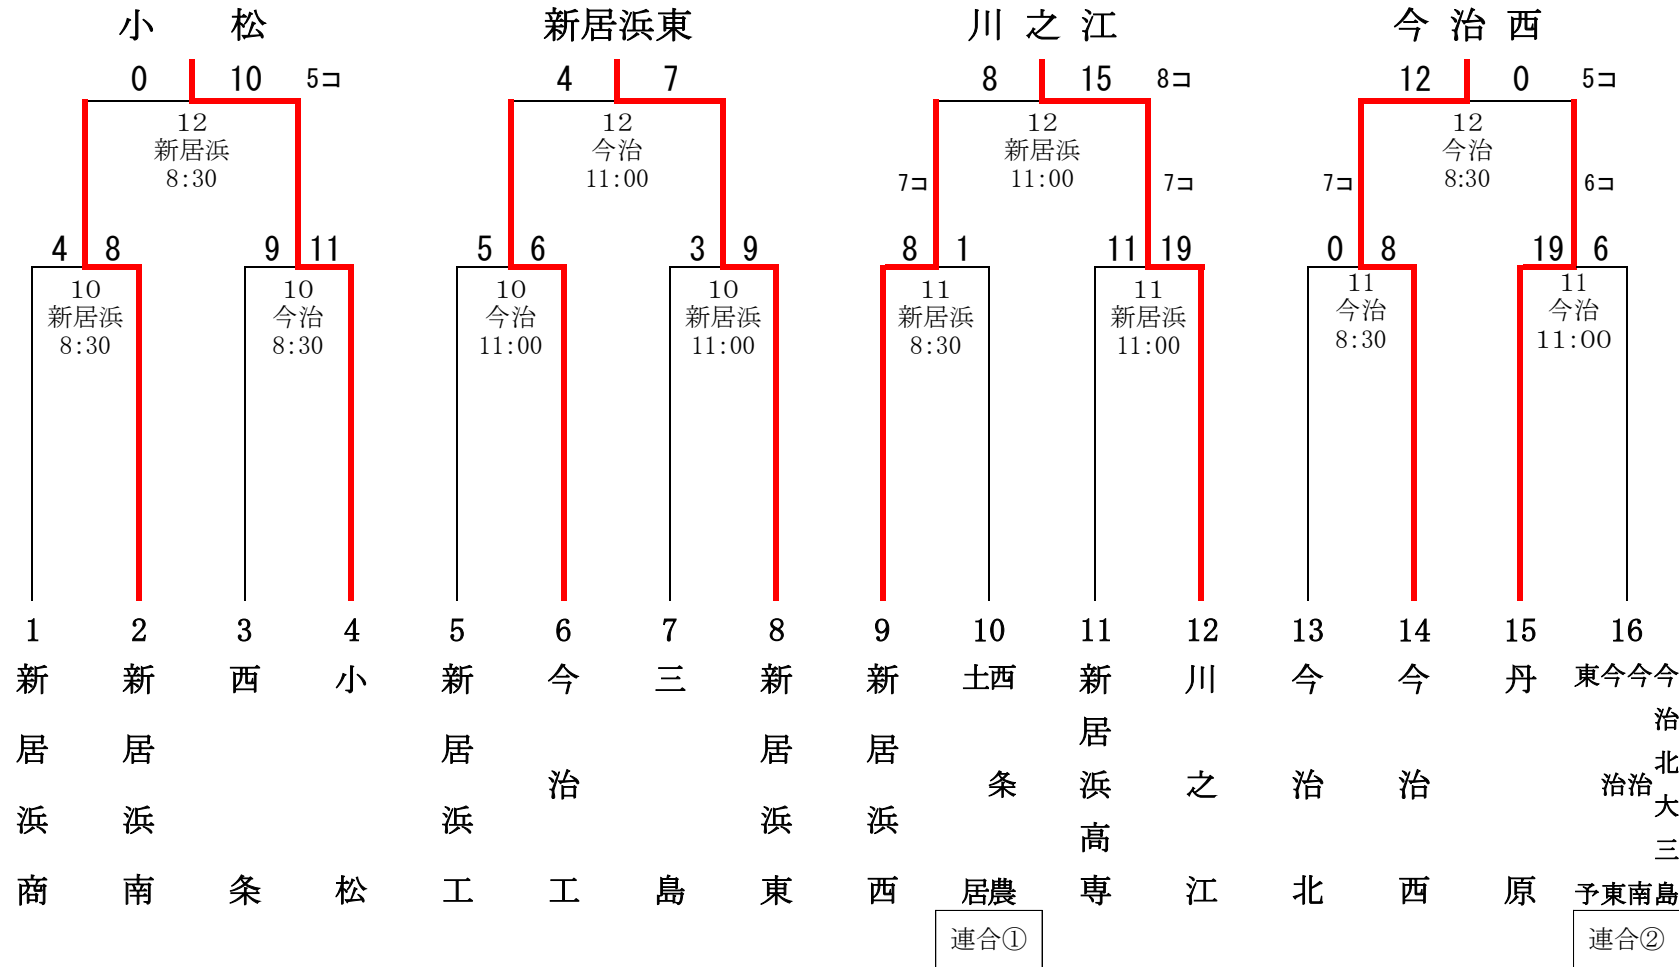 小 松
新居浜東
川之江
今治西
0 10 5コ
4 7
8 15 8コ
12 0 5コ
12
新居浜
8:30
12
今治
11:00
12
新居浜
11:00
12
今治
8:30
7コ
7コ
7コ
6コ
4 8
9 11
5 6
3 9
8 1
11 19
0 8
19 6
10
新居浜
8:30
10
今治
8:30
10
今治
11:00
10
新居浜
11:00
11
新居浜
8:30
11
新居浜
11:00
11
今治
8:30
11
今治
11:00
1
新居浜商
2
新居浜南
3
西条
4
小松
5
新居浜工
6
今治工
7
三島
8
新居浜東
9
新居浜西
10
西条農
土居
連合①
11
新居浜高専
12
川之江
13
今治北
14
今治西
15
丹原
16
今治北大三島
今治南
今治東
東予
連合②